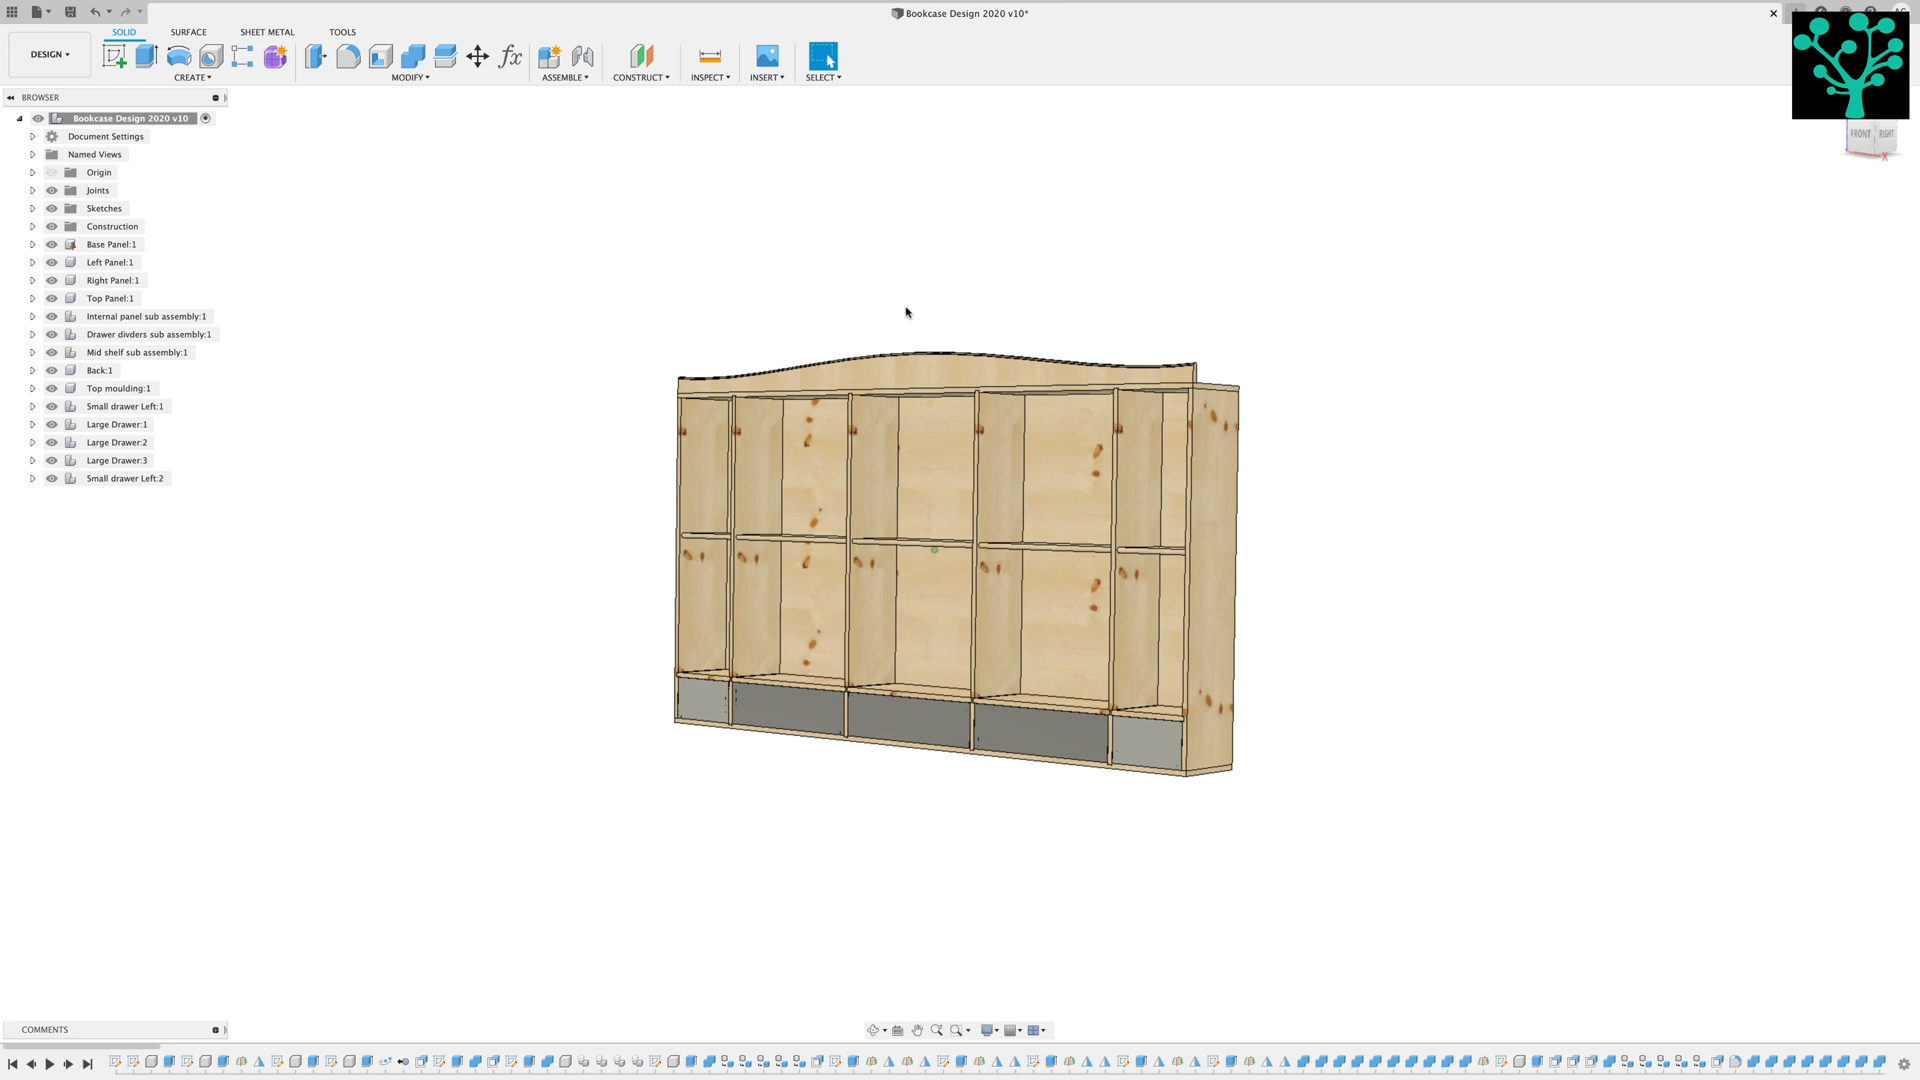 Bookcase Design 2020 v10*
DESIGN
SOLID
SURFACE
SHEET METAL
TOOLS
CREATE
MODIFY
fx
ASSEMBLE
CONSTRUCT
INSPECT
INSERT
SELECT
BROWSER
Bookcase Design 2020 v10
Document Settings
Named Views
Origin
Joints
Sketches
Construction
Base Panel:1
Left Panel:1
Right Panel:1
Top Panel:1
Internal panel sub assembly:1
Drawer divders sub assembly:1
Mid shelf sub assembly:1
Back:1
Top moulding:1
Small drawer Left:1
Large Drawer:1
Large Drawer:2
Large Drawer:3
Small drawer Left:2
FRONT
RIGHT
X
COMMENTS